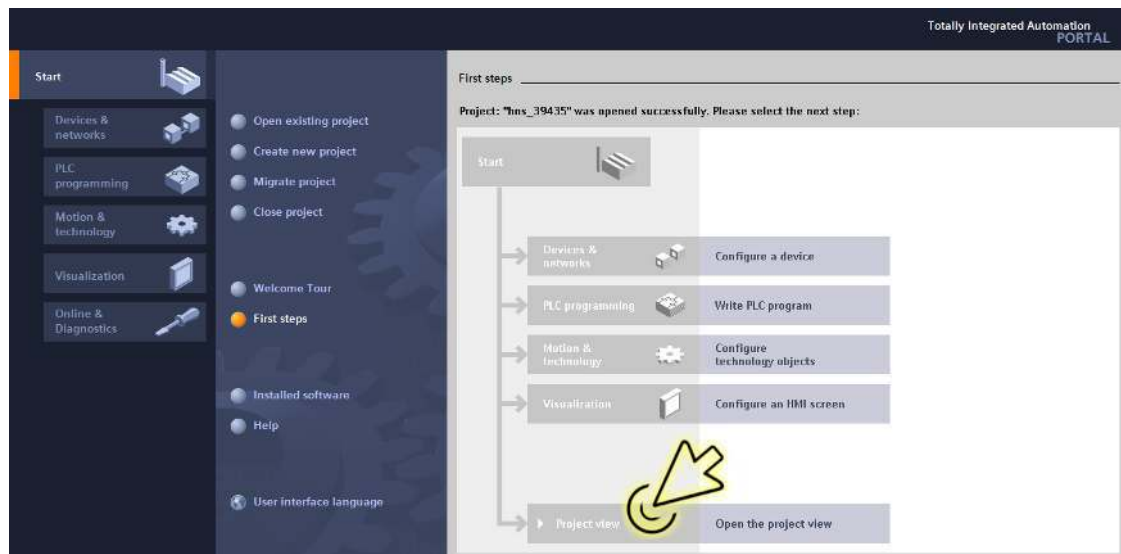 Totally Integrated Automation
PORTAL
Start
Devices &
networks
PLC
programming
Motion &
technology
Visualization
Online &
Diagnostics
Open existing project
Create new project
Migrate project
Close project
Welcome Tour
First steps
Installed software
Help
User interface language
First steps
Project: "hns_39435" was opened successfully. Please select the next step:
Start
Devices &
networks
Configure a device
PLC programming
Write PLC program
Motion &
technology
Configure
technology objects
Visualization
Configure an HMI screen
Project view
Open the project view